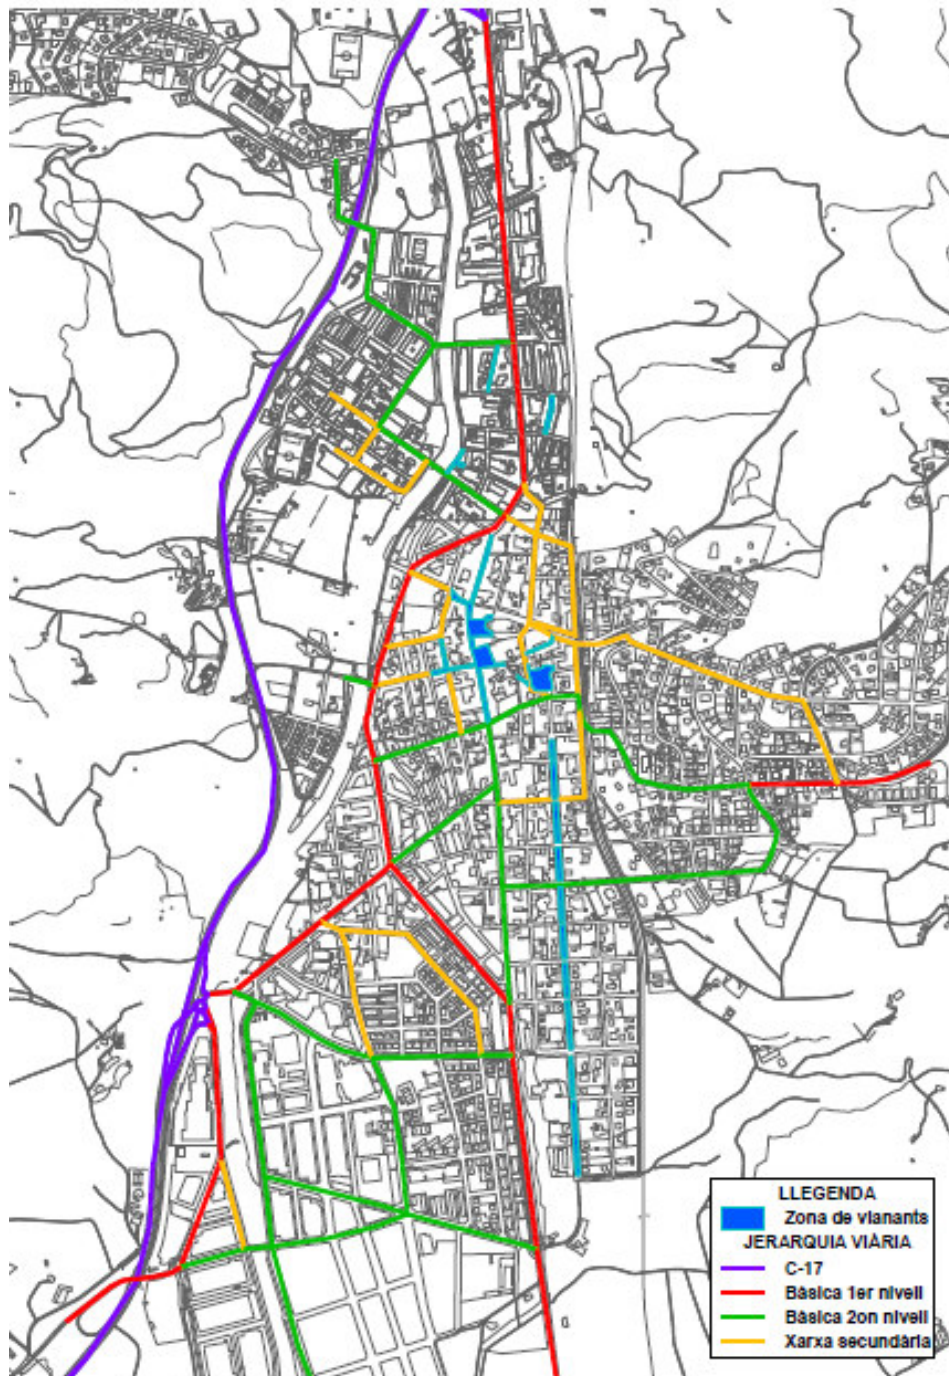 LLEGENDA
Zona de vianants
JERARQUIA VIÀRIA
C-17
Bàsica 1er nivell
Bàsica 2on nivell
Xarxa secundària